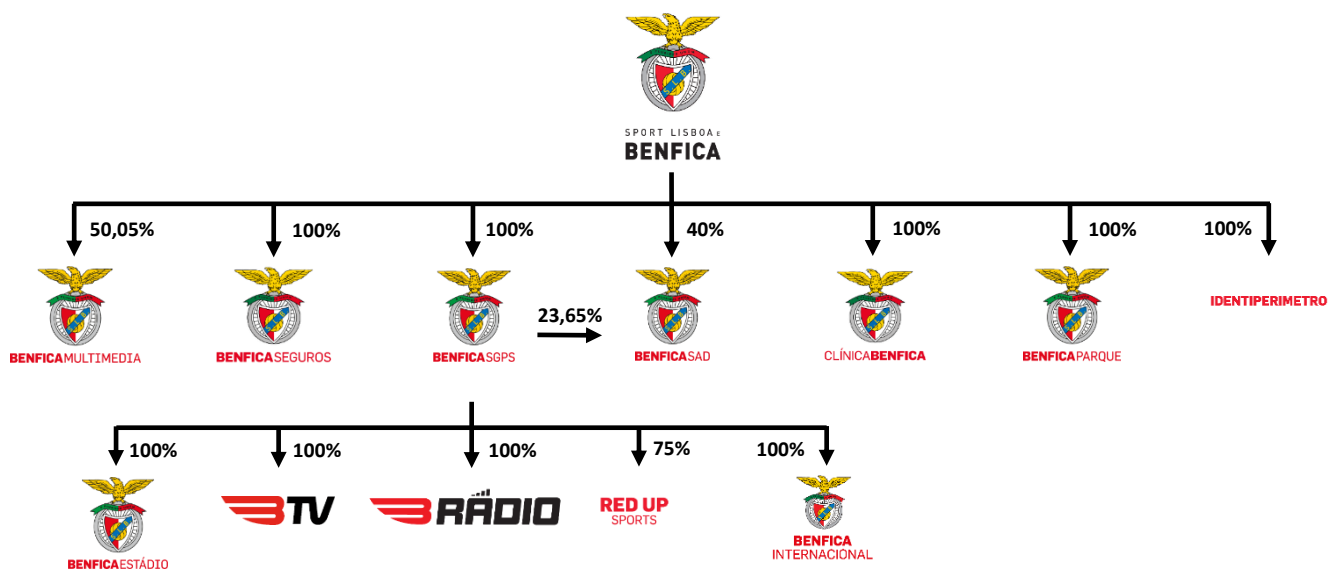 SPORT LISBOA E
BENFICA
50,05%
100%
100%
40%
100%
100%
100%
BENFICAMULTIMEDIA
BENFICASEGUROS
BENFICASGPS
23,65%
BENFICASAD
CLÍNICABENFICA
BENFICAPARQUE
IDENTIPERIMETRO
100%
100%
100%
75%
100%
BENFICAESTÁDIO
BTV
BRÁDIO
RED UP
SPORTS
BENFICA
INTERNACIONAL